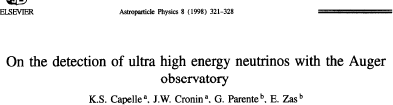 ELSEVIER
Astroparticle Physics 8 (1998) 321–328
On the detection of ultra high energy neutrinos with the Auger
observatory
K.S. Capelle a, J.W. Cronin a, G. Parente b, E. Zas b